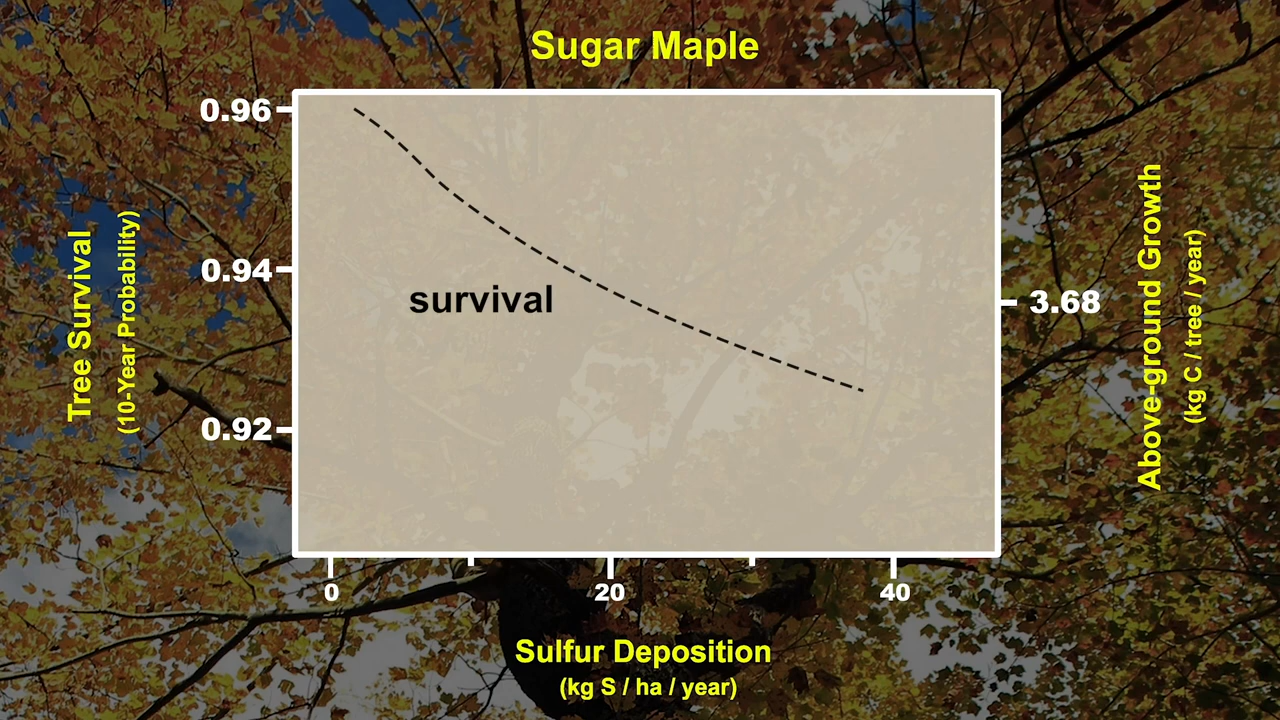 Sugar Maple
0.96
0.94
0.92
Tree Survival
(10-Year Probability)
survival
3.68
Above-ground Growth
(kg C / tree / year)
0
20
40
Sulfur Deposition
(kg S / ha / year)